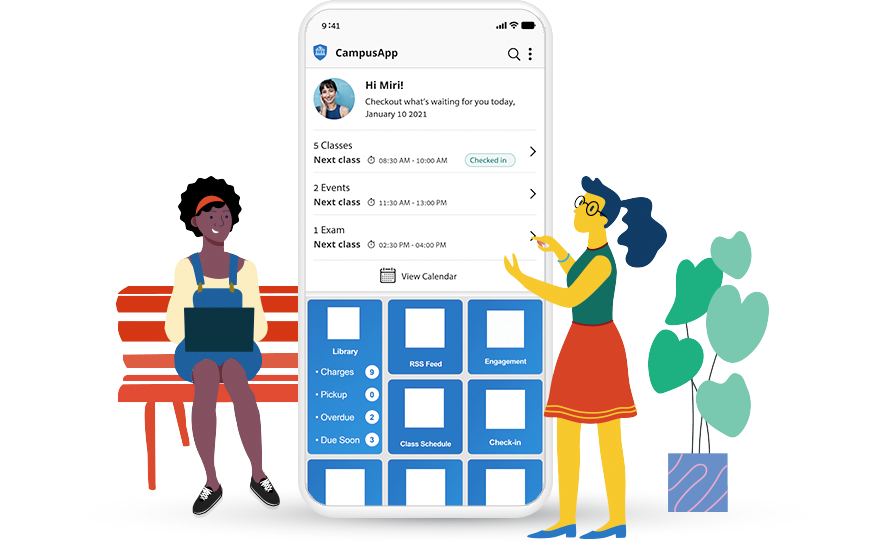 9:41
CampusApp
Hi Miri!
Checkout what's waiting for you today,
January 10 2021
5 Classes
Next class 08:30 AM - 10:00 AM Checked in
2 Events
Next class 11:30 AM - 13:00 PM
1 Exam
Next class 02:30 PM - 04:00 PM
View Calendar
Library
• Charges 9
• Pickup 0
• Overdue 2
• Due Soon 3
RSS Feed
Engagement
Class Schedule
Check-in